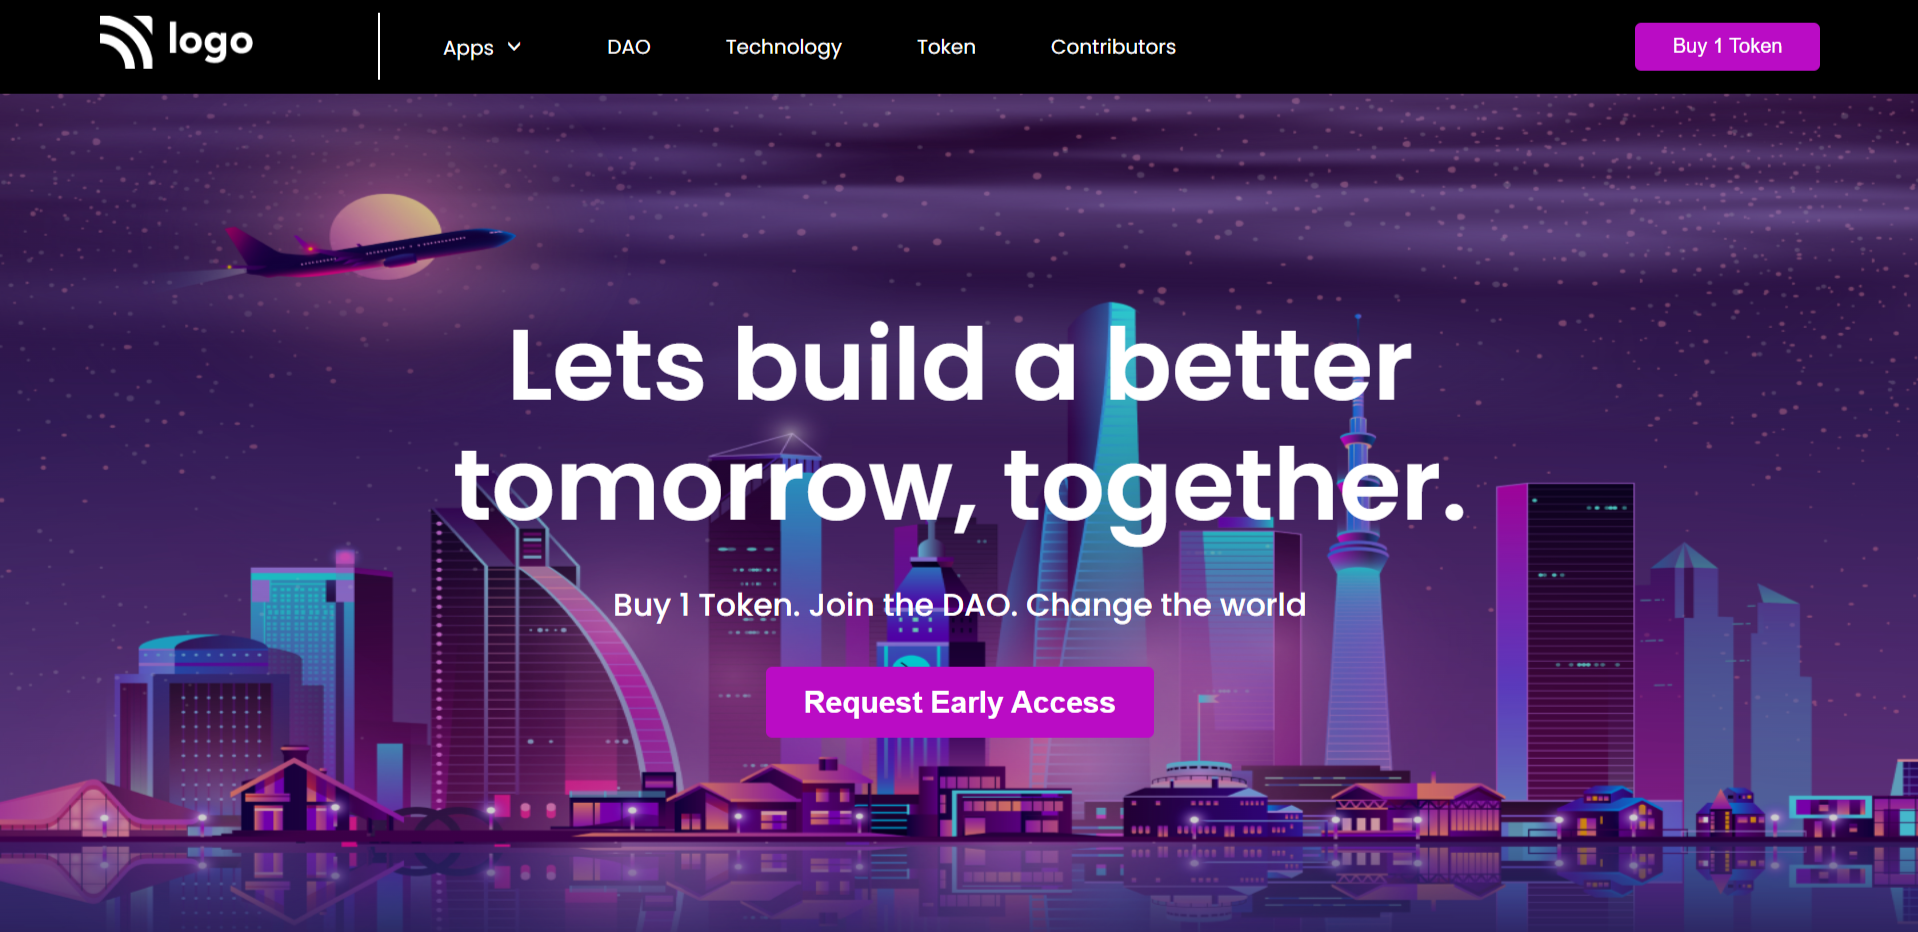 logo
Apps
DAO
Technology
Token
Contributors
Buy 1 Token
Lets build a better
tomorrow, together.
Buy 1 Token. Join the DAO. Change the world
Request Early Access